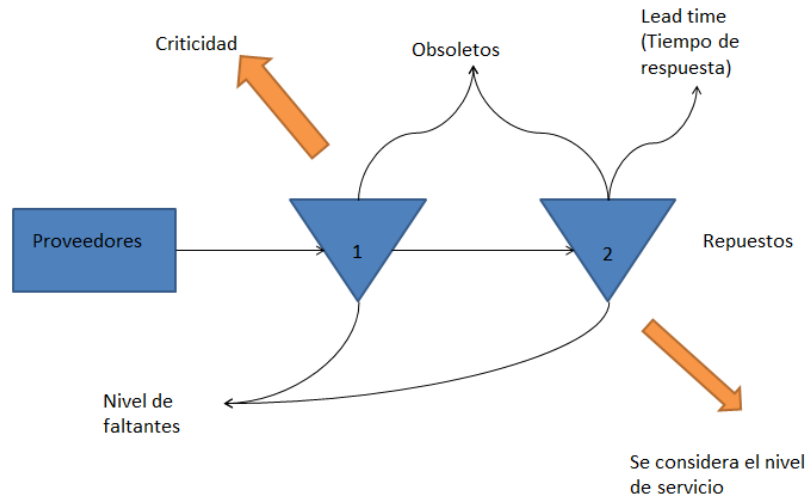 Criticidad
Obsoletos
Lead time
(Tiempo de
respuesta)
Proveedores
1
2
Repuestos
Nivel de
faltantes
Se considera el nivel
de servicio